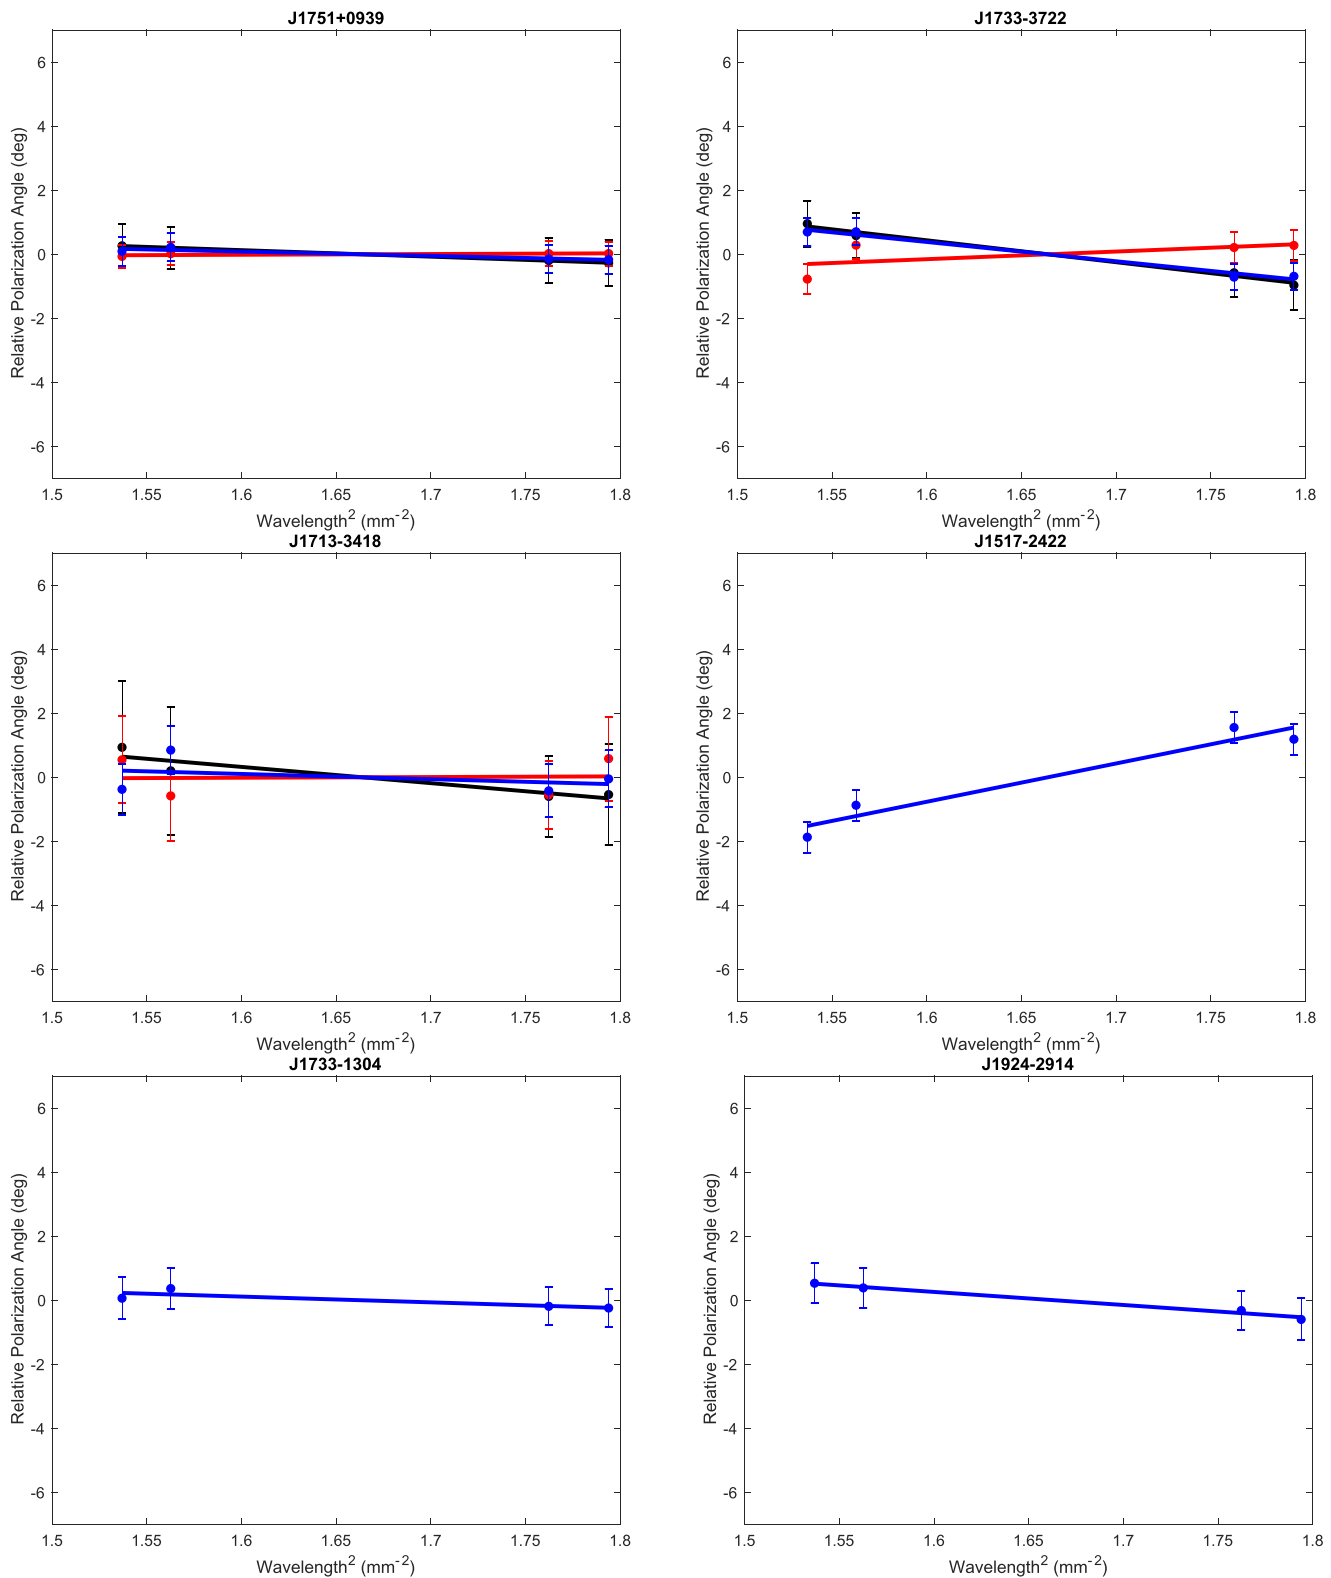 J1751+0939
Relative Polarization Angle (deg)
6
4
2
0
-2
-4
-6
1.5 1.55 1.6 1.65 1.7 1.75 1.8
Wavelength² (mm⁻²)
J1733-3722
Relative Polarization Angle (deg)
6
4
2
0
-2
-4
-6
1.5 1.55 1.6 1.65 1.7 1.75 1.8
Wavelength² (mm⁻²)
J1713-3418
Relative Polarization Angle (deg)
6
4
2
0
-2
-4
-6
1.5 1.55 1.6 1.65 1.7 1.75 1.8
Wavelength² (mm⁻²)
J1517-2422
Relative Polarization Angle (deg)
6
4
2
0
-2
-4
-6
1.5 1.55 1.6 1.65 1.7 1.75 1.8
Wavelength² (mm⁻²)
J1733-1304
Relative Polarization Angle (deg)
6
4
2
0
-2
-4
-6
1.5 1.55 1.6 1.65 1.7 1.75 1.8
Wavelength² (mm⁻²)
J1924-2914
Relative Polarization Angle (deg)
6
4
2
0
-2
-4
-6
1.5 1.55 1.6 1.65 1.7 1.75 1.8
Wavelength² (mm⁻²)